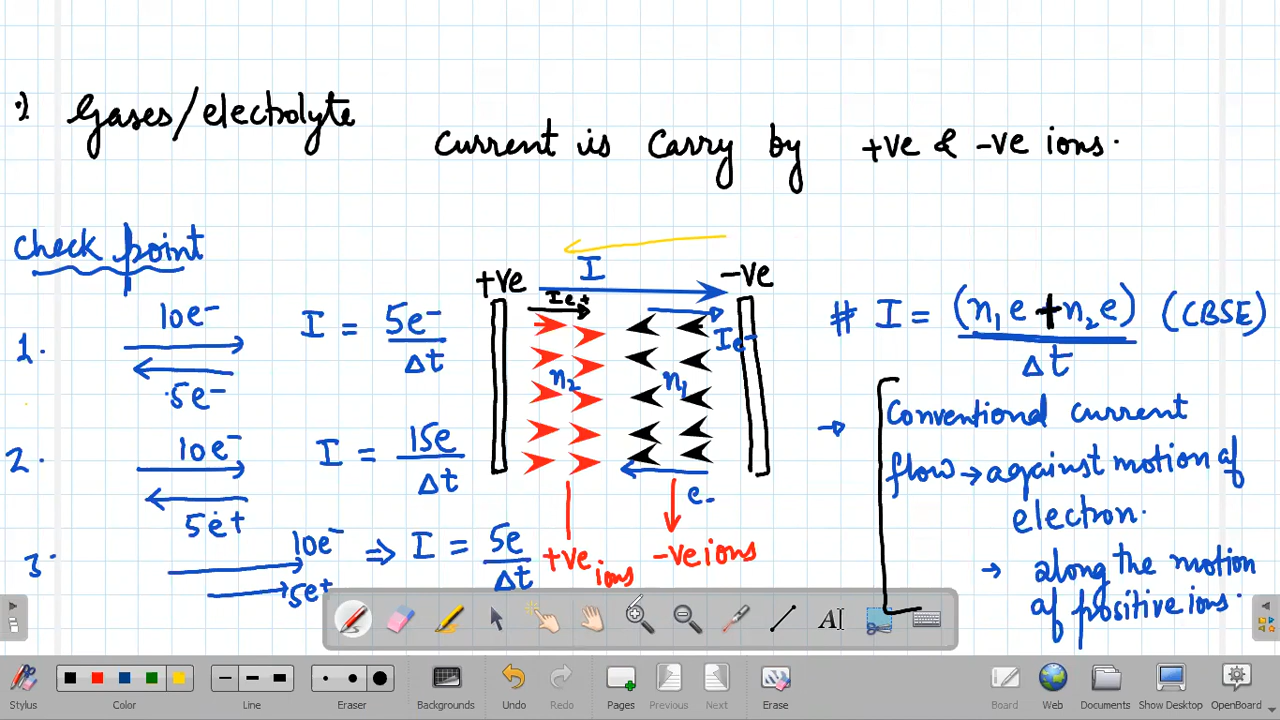 Gases/electrolyte
Current is carry by +ve & -ve ions.
Check point
1. 10e- I = 5e-/Δt
5e-
2. 10e- I = 15e/Δt
5e+
3. 10e- ⇒ I = 5e/Δt
5e+
+ve I -ve
Ie+
Ie-
n2 n1
e-
+ve ions -ve ions
# I = (n1e + n2e)/Δt (CBSE)
→ Conventional current
flow → against motion of
electron.
→ along the motion
of positive ions.
Stylus Color Line Eraser Backgrounds Undo Redo Pages Previous Next Erase Board Web Documents Show Desktop OpenBoard